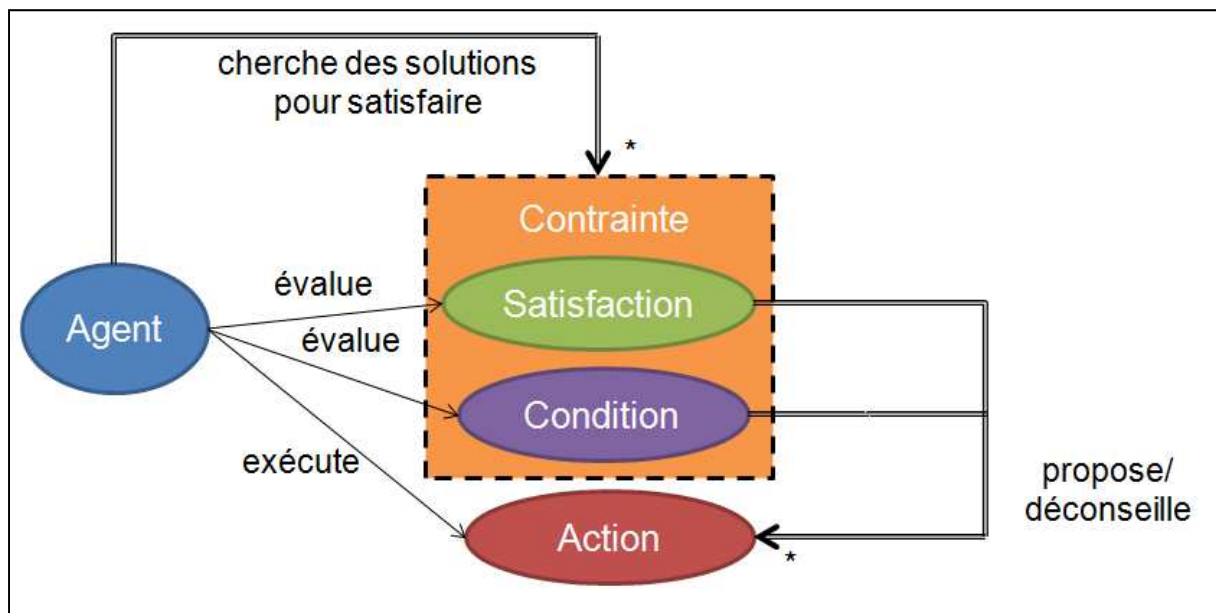 cherche des solutions
pour satisfaire
*
Contrainte
évalue
Satisfaction
Agent
évalue
Condition
exécute
propose/
déconseille
Action
*